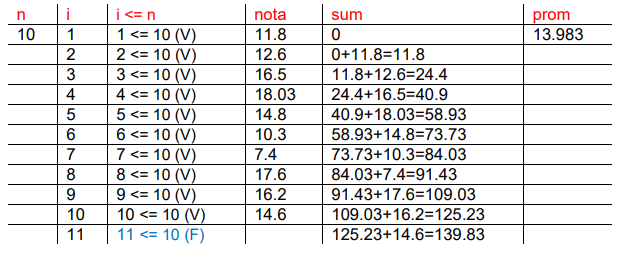 n i i <= n nota sum prom
10 1 1 <= 10 (V) 11.8 0 13.983
2 2 <= 10 (V) 12.6 0+11.8=11.8
3 3 <= 10 (V) 16.5 11.8+12.6=24.4
4 4 <= 10 (V) 18.03 24.4+16.5=40.9
5 5 <= 10 (V) 14.8 40.9+18.03=58.93
6 6 <= 10 (V) 10.3 58.93+14.8=73.73
7 7 <= 10 (V) 7.4 73.73+10.3=84.03
8 8 <= 10 (V) 17.6 84.03+7.4=91.43
9 9 <= 10 (V) 16.2 91.43+17.6=109.03
10 10 <= 10 (V) 14.6 109.03+16.2=125.23
11 11 <= 10 (F) 125.23+14.6=139.83